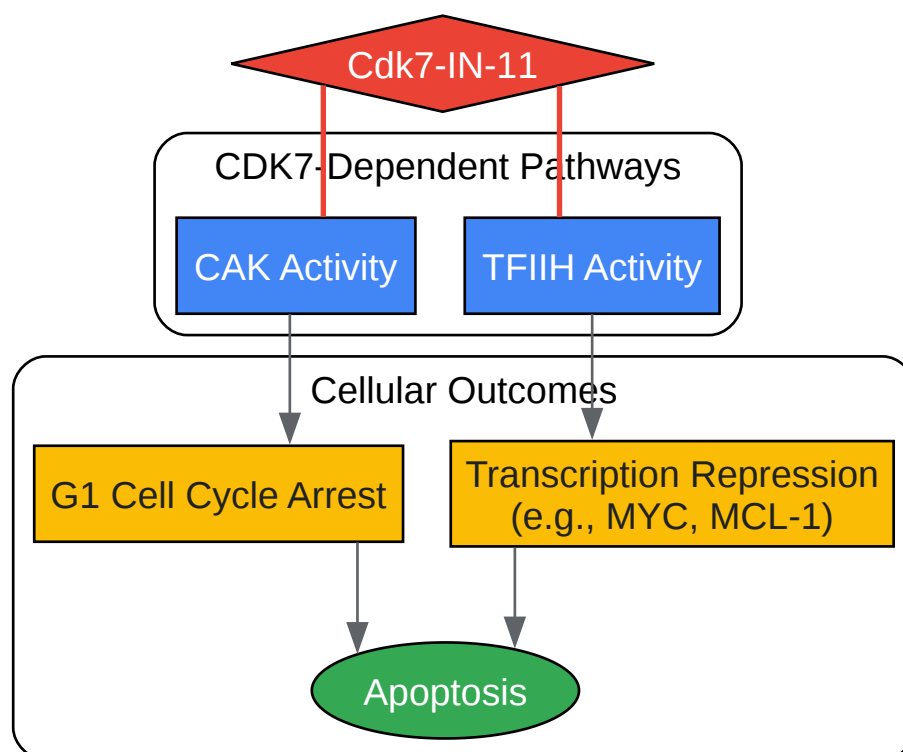 Cdk7-IN-11
CDK7-Dependent Pathways
CAK Activity
TFIIH Activity
Cellular Outcomes
G1 Cell Cycle Arrest
Transcription Repression
(e.g., MYC, MCL-1)
Apoptosis